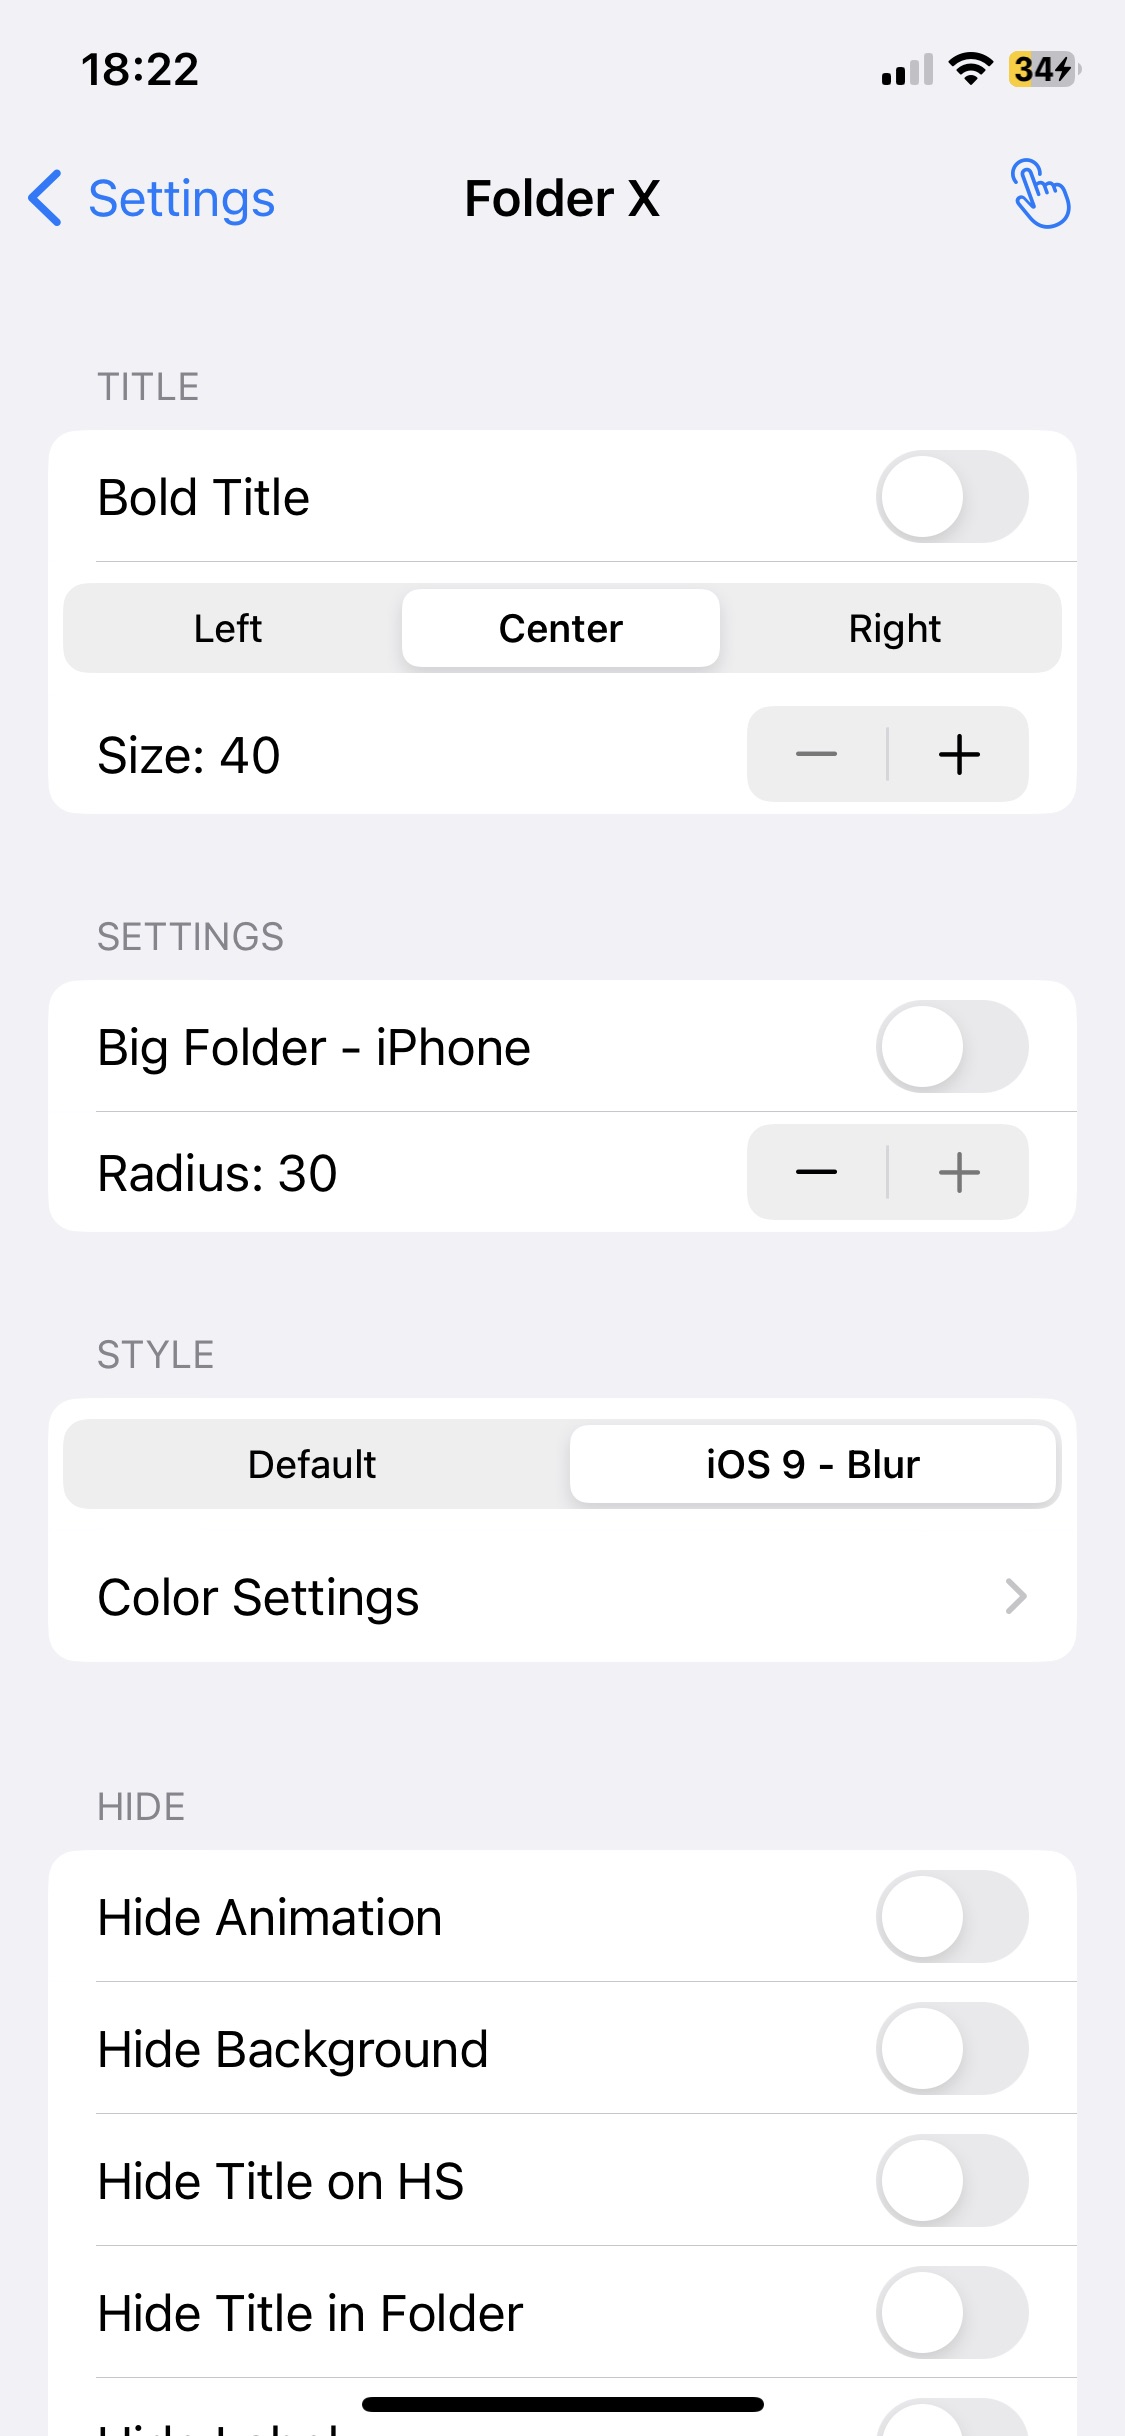 18:22
34
Settings
Folder X
TITLE
Bold Title
Left
Center
Right
Size: 40
SETTINGS
Big Folder - iPhone
Radius: 30
STYLE
Default
iOS 9 - Blur
Color Settings
HIDE
Hide Animation
Hide Background
Hide Title on HS
Hide Title in Folder
Hide Label